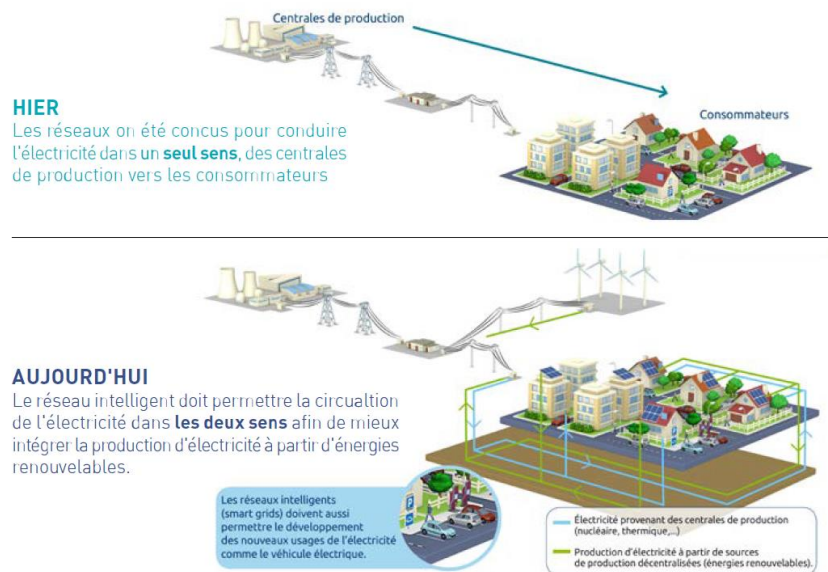 Centrales de production
HIER
Les réseaux on été concus pour conduire
l'électricité dans un seul sens, des centrales
de production vers les consommateurs
Consommateurs
AUJOURD'HUI
Le réseau intelligent doit permettre la circualtion
de l'électricité dans les deux sens afin de mieux
intégrer la production d'électricité à partir d'énergies
renouvelables.
Les réseaux intelligents
(smart grids) doivent aussi
permettre le développement
des nouveaux usages de l'électricité
comme le véhicule électrique.
P
Électricité provenant des centrales de production
(nucléaire, thermique,...)
Production d'électricité à partir de sources
de production décentralisées (énergies renouvelables).